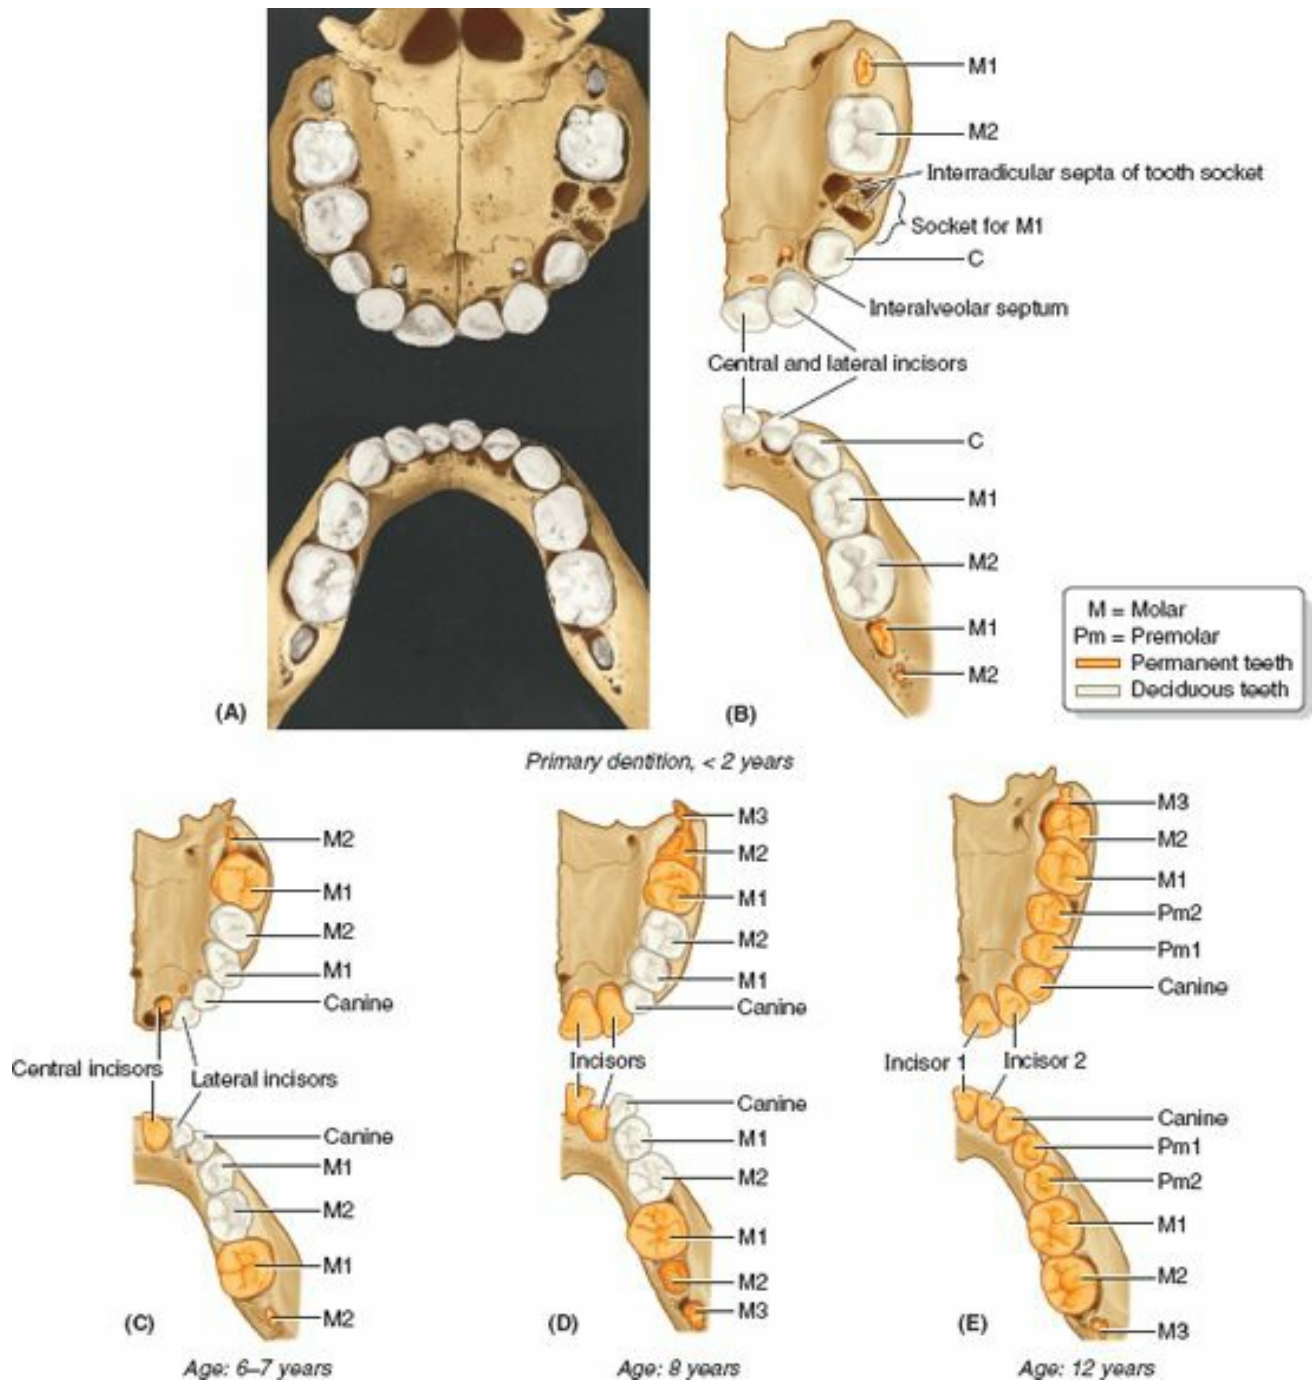 M1
M2
Interradicular septa of tooth socket
Socket for M1
C
Interalveolar septum
Central and lateral incisors
C
M1
M2
M1
M2
M = Molar
Pm = Premolar
Permanent teeth
Deciduous teeth
(A)
(B)
Primary dentition, < 2 years
M2
M1
M2
M1
Canine
Central incisors
Lateral incisors
Canine
M1
M2
M1
M2
(C)
Age: 6–7 years
M3
M2
M1
M2
M1
Canine
Incisors
Canine
M1
M2
M1
M2
M3
(D)
Age: 8 years
M3
M2
M1
Pm2
Pm1
Canine
Incisor 1
Incisor 2
Canine
Pm1
Pm2
M1
M2
M3
(E)
Age: 12 years